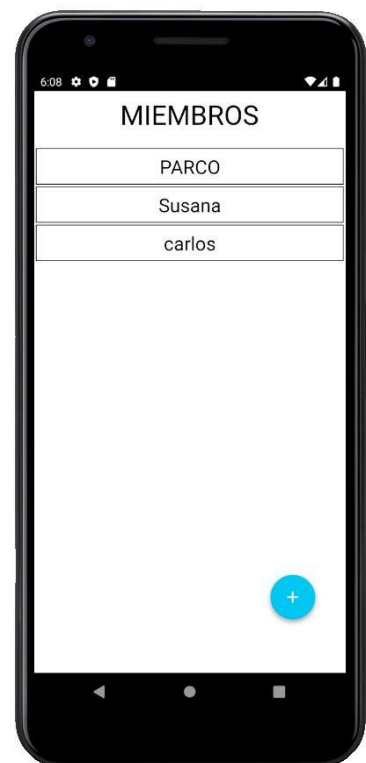 6:08
MIEMBROS
PARCO
Susana
carlos
+